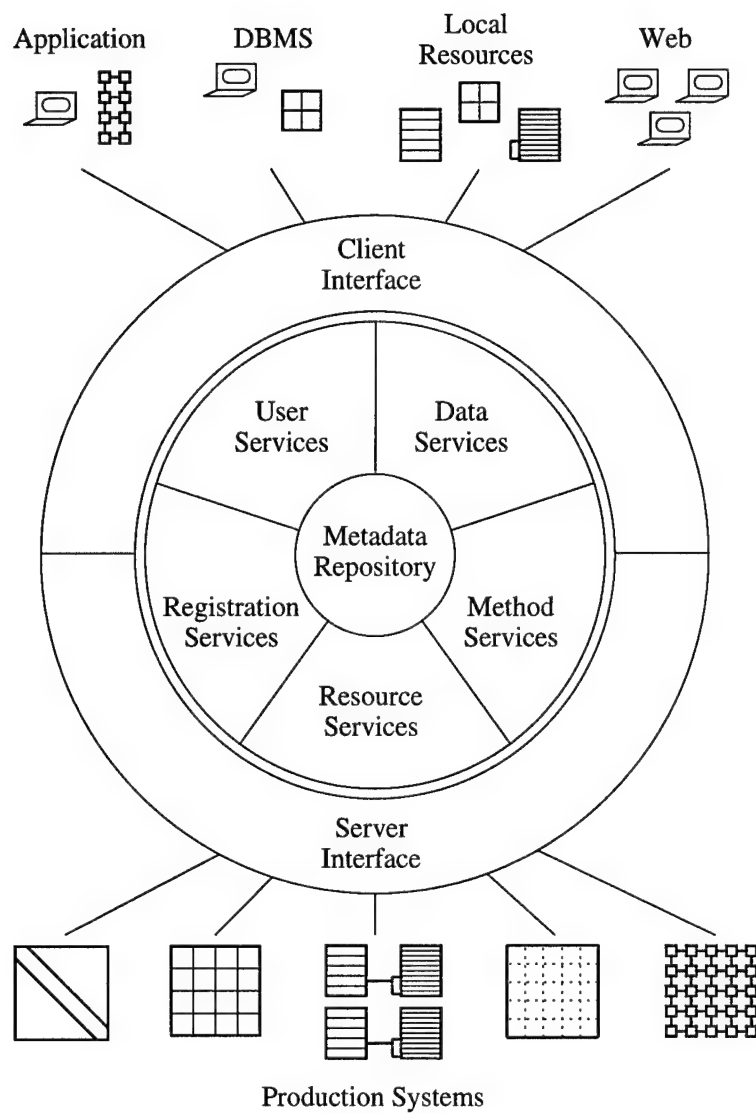 Application
DBMS
Local
Resources
Web
Client
Interface
User
Services
Data
Services
Metadata
Repository
Registration
Services
Method
Services
Resource
Services
Server
Interface
Production Systems